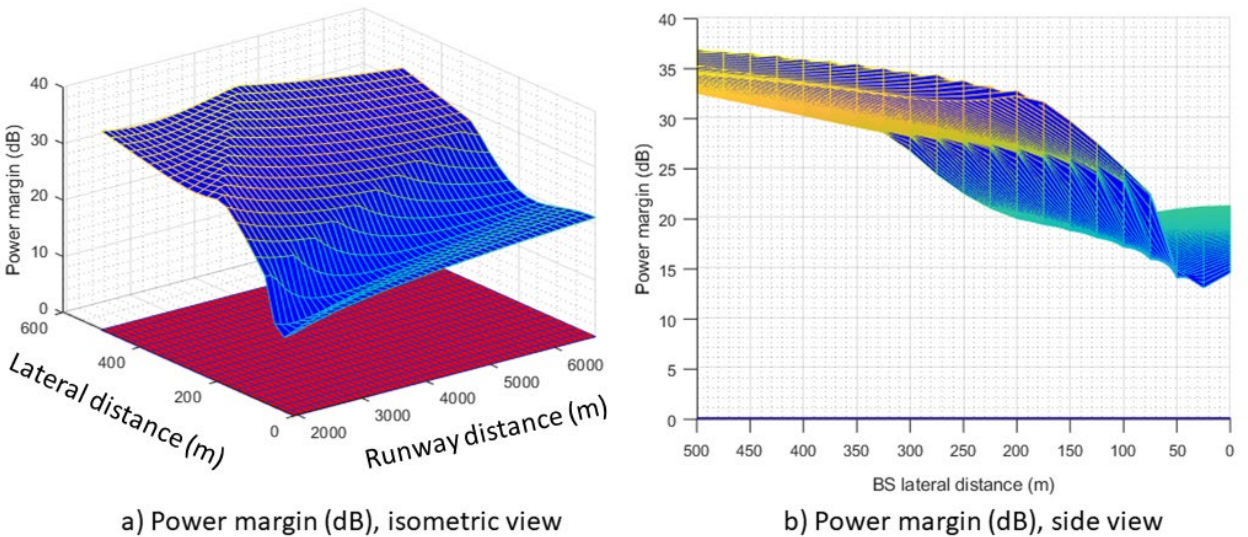 40
30
20
10
0
Power margin (dB)
600
400
200
0
Lateral distance (m)
2000
3000
4000
5000
6000
Runway distance (m)
a) Power margin (dB), isometric view
40
35
30
25
20
15
10
5
0
Power margin (dB)
500 450 400 350 300 250 200 150 100 50 0
BS lateral distance (m)
b) Power margin (dB), side view